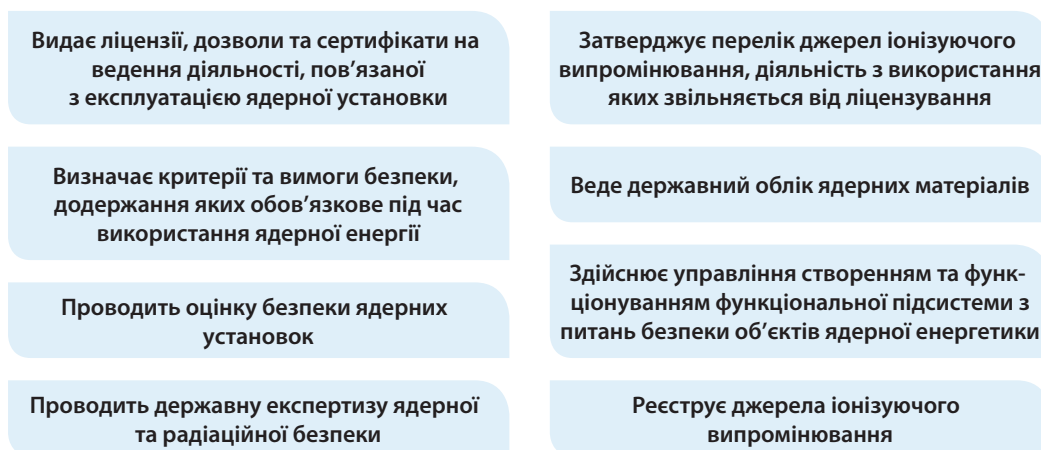 Видає ліцензії, дозволи та сертифікати на
ведення діяльності, пов’язаної
з експлуатацією ядерної установки
Визначає критерії та вимоги безпеки,
додержання яких обов’язкове під час
використання ядерної енергії
Проводить оцінку безпеки ядерних
установок
Проводить державну експертизу ядерної
та радіаційної безпеки
Затверджує перелік джерел іонізуючого
випромінювання, діяльність з використання
яких звільняється від ліцензування
Веде державний облік ядерних матеріалів
Здійснює управління створенням та функ-
ціонуванням функціональної підсистеми з
питань безпеки об’єктів ядерної енергетики
Реєструє джерела іонізуючого
випромінювання